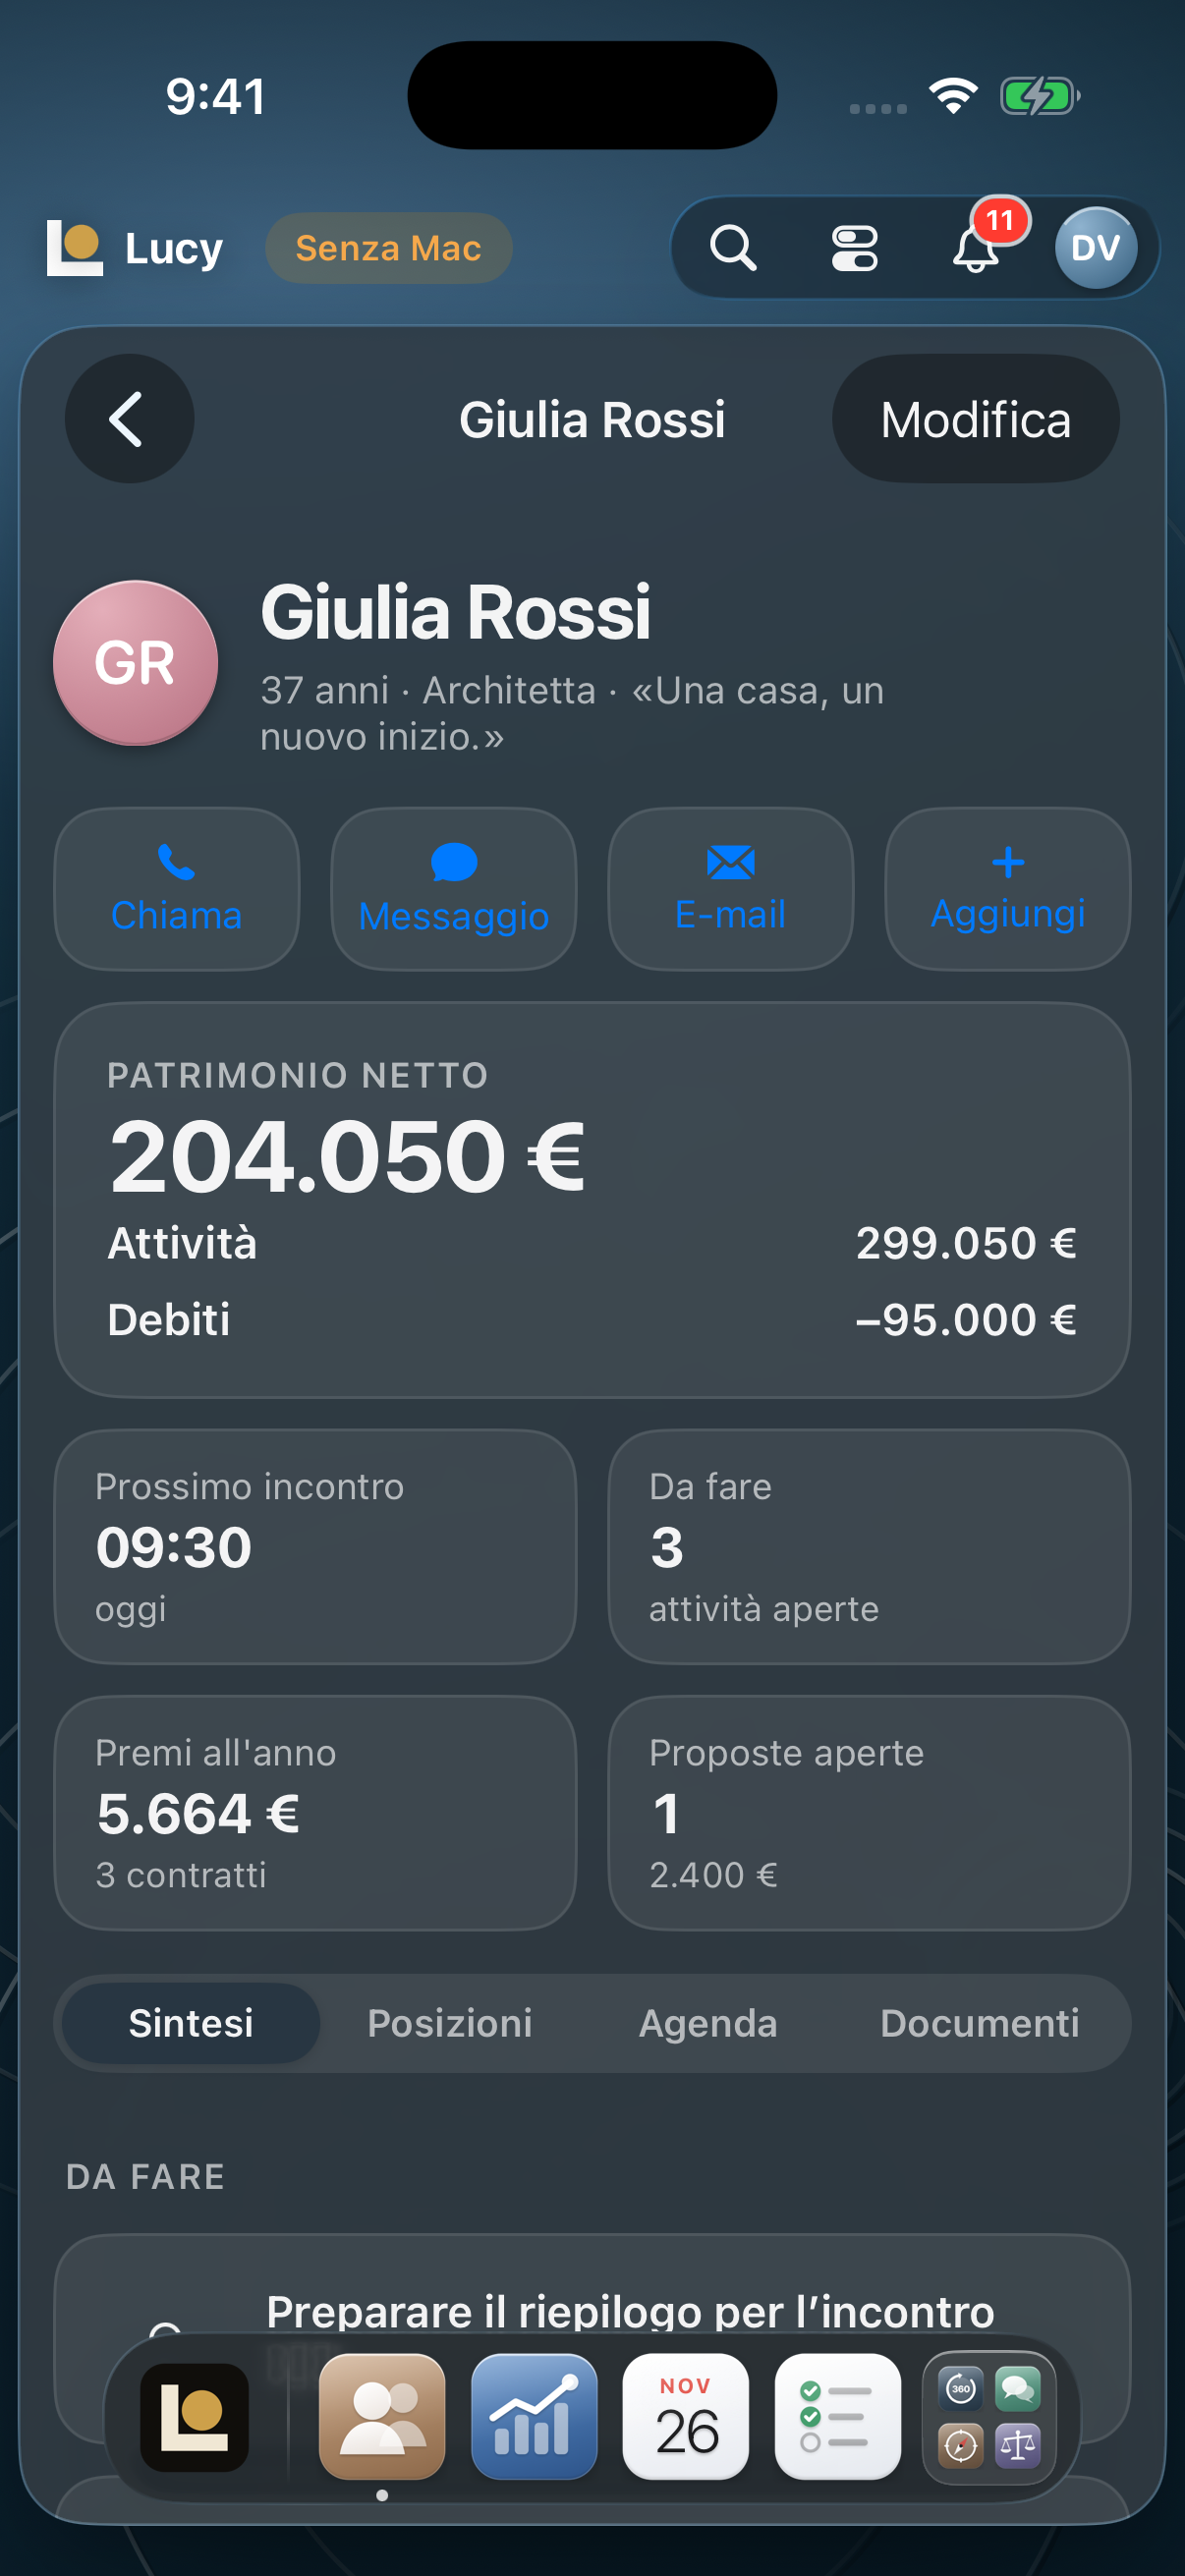 9:41
Lucy
Senza Mac
11
DV
Giulia Rossi
Modifica
GR
Giulia Rossi
37 anni · Architetta · «Una casa, un
nuovo inizio.»
Chiama
Messaggio
E-mail
Aggiungi
PATRIMONIO NETTO
204.050 €
Attività
299.050 €
Debiti
–95.000 €
Prossimo incontro
09:30
oggi
Da fare
3
attività aperte
Premi all'anno
5.664 €
3 contratti
Proposte aperte
1
2.400 €
Sintesi
Posizioni
Agenda
Documenti
DA FARE
Preparare il riepilogo per l’incontro
NOV
26
360